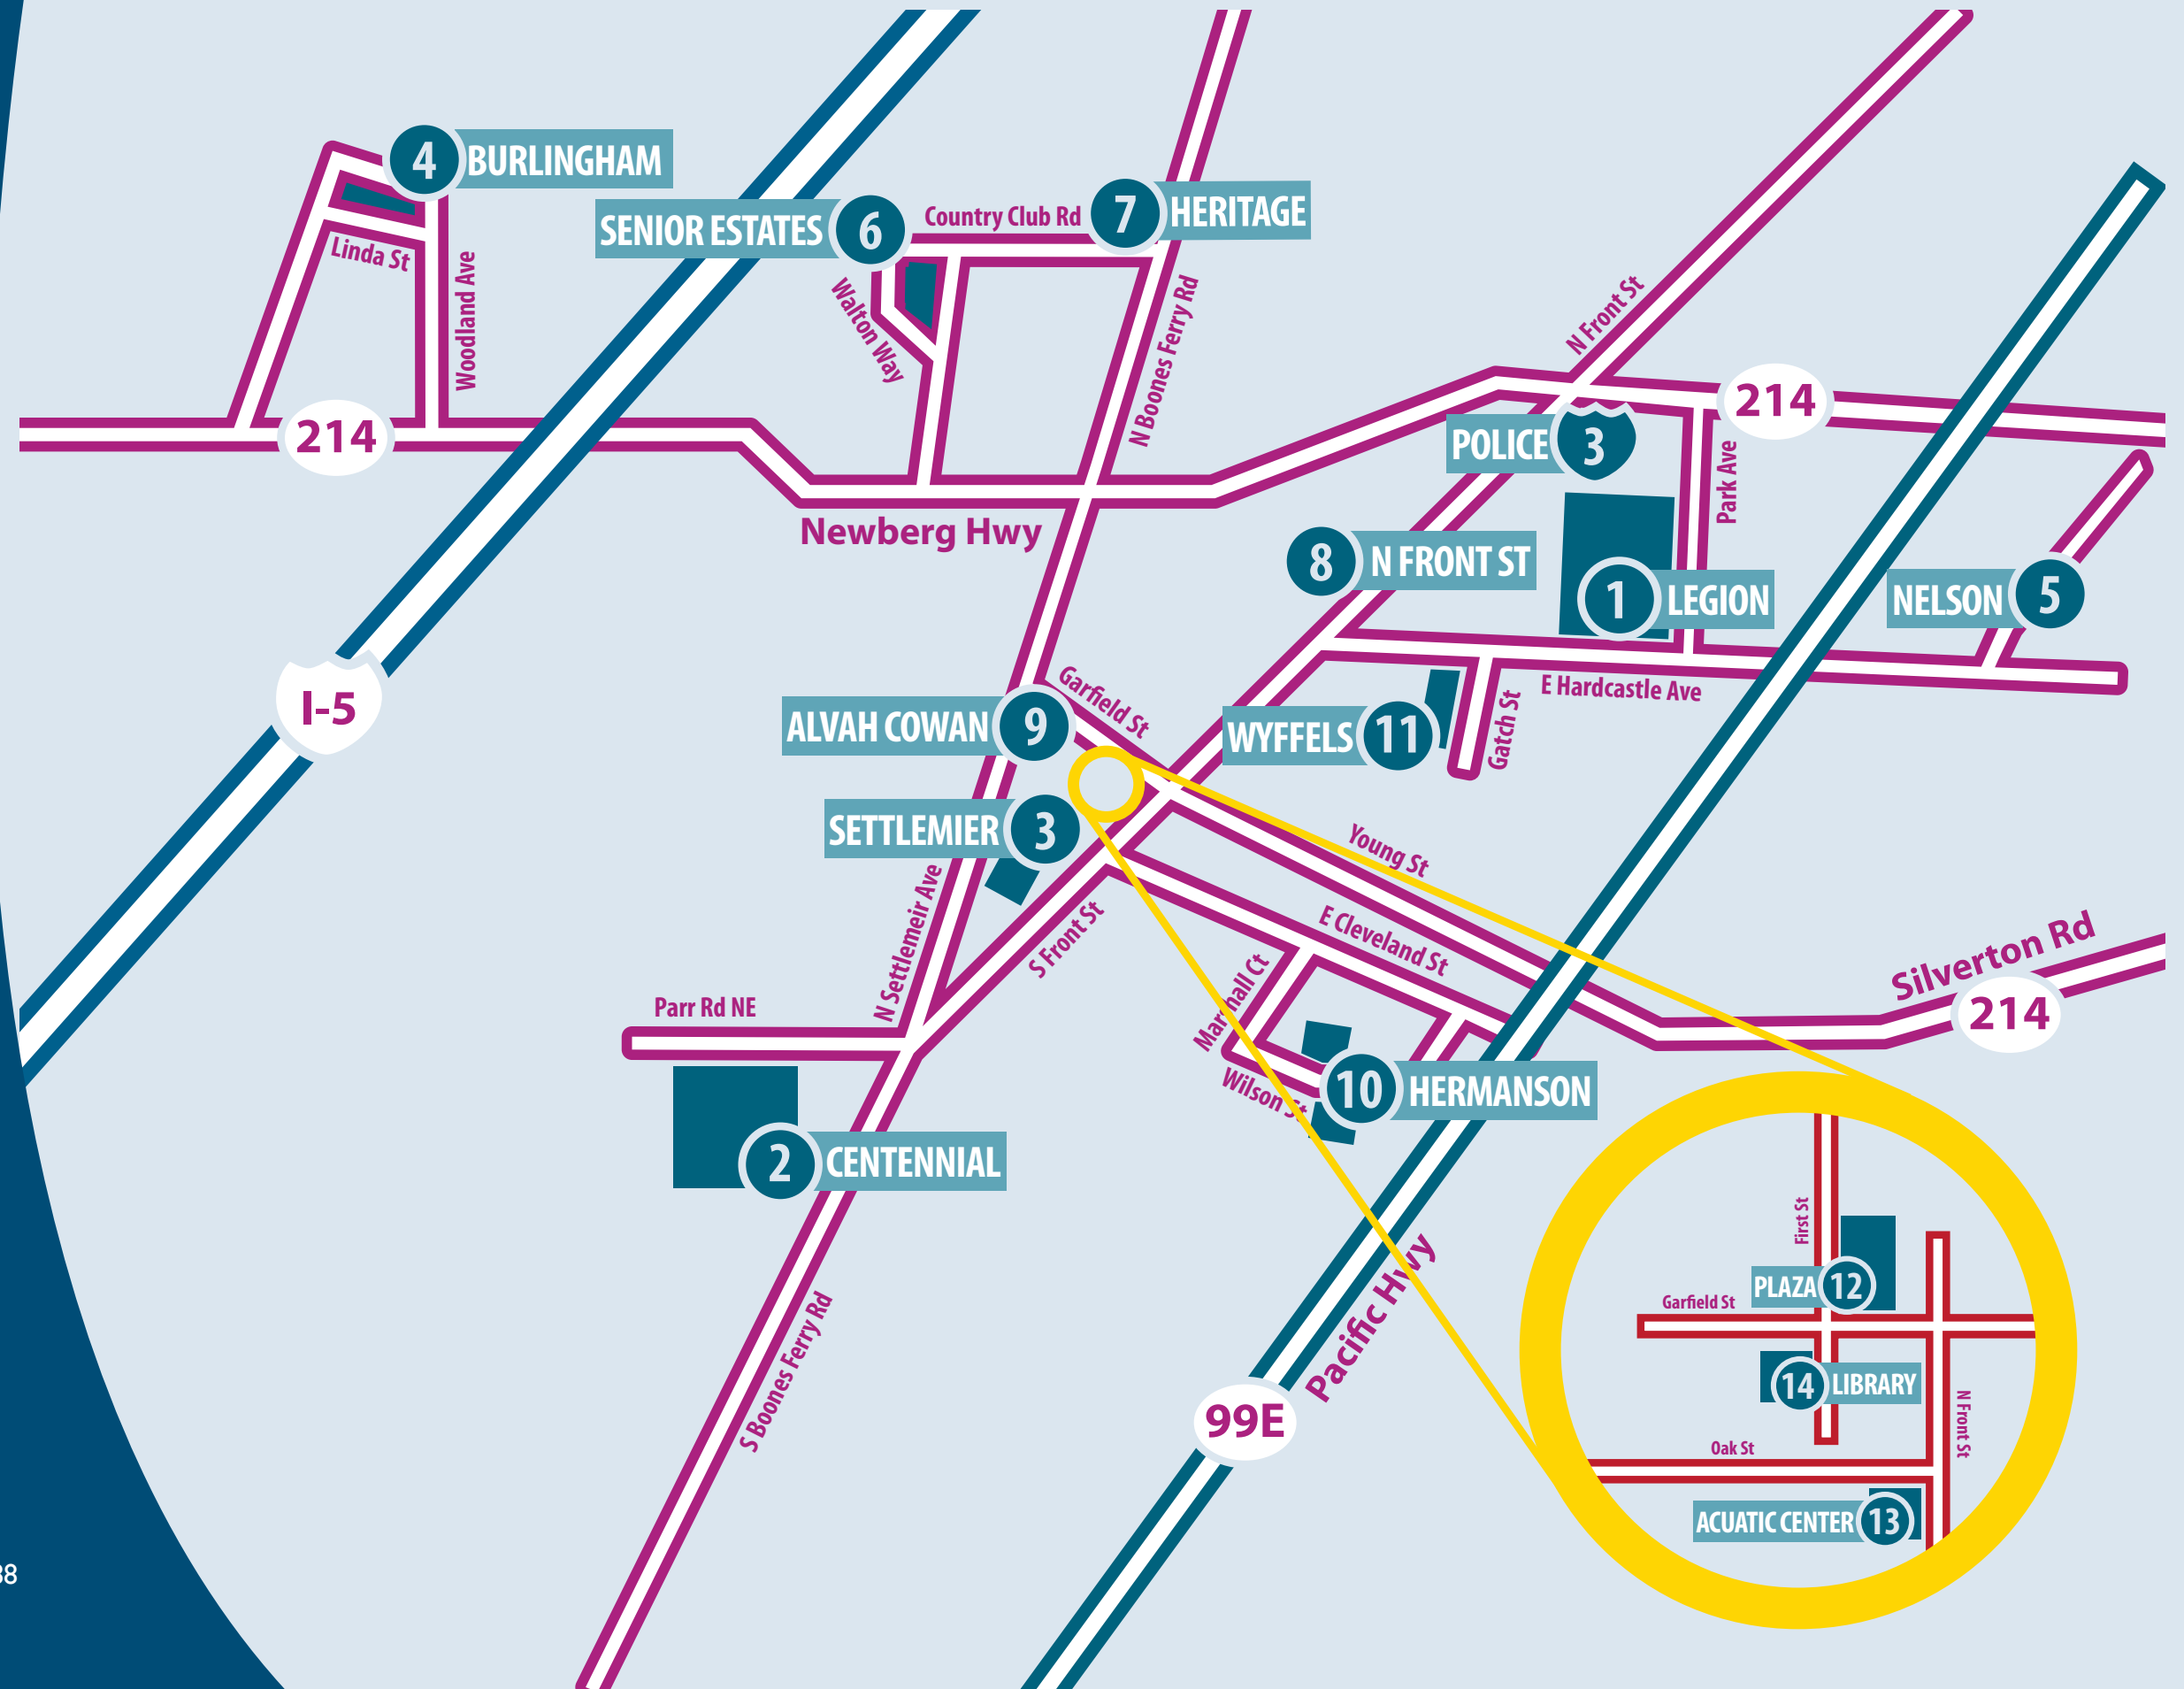 4 BURLINGHAM
SENIOR ESTATES 6
Country Club Rd
7 HERITAGE
Linda St
Woodland Ave
Walton Way
N Boones Ferry Rd
N Front St
214
214
POLICE 3
Park Ave
Newberg Hwy
8 N FRONT ST
1 LEGION
NELSON 5
I-5
Garfield St
E Hardcastle Ave
ALVAH COWAN 9
WYFFELS 11
Gatch St
SETTLEMIER 3
Young St
N Settlemeir Ave
S Front St
E Cleveland St
Silverton Rd
214
Parr Rd NE
Marshall Ct
Wilson St
10 HERMANSON
2 CENTENNIAL
S Boones Ferry Rd
Pacific Hwy
99E
First St
PLAZA 12
Garfield St
14 LIBRARY
N Front St
Oak St
ACUATIC CENTER 13